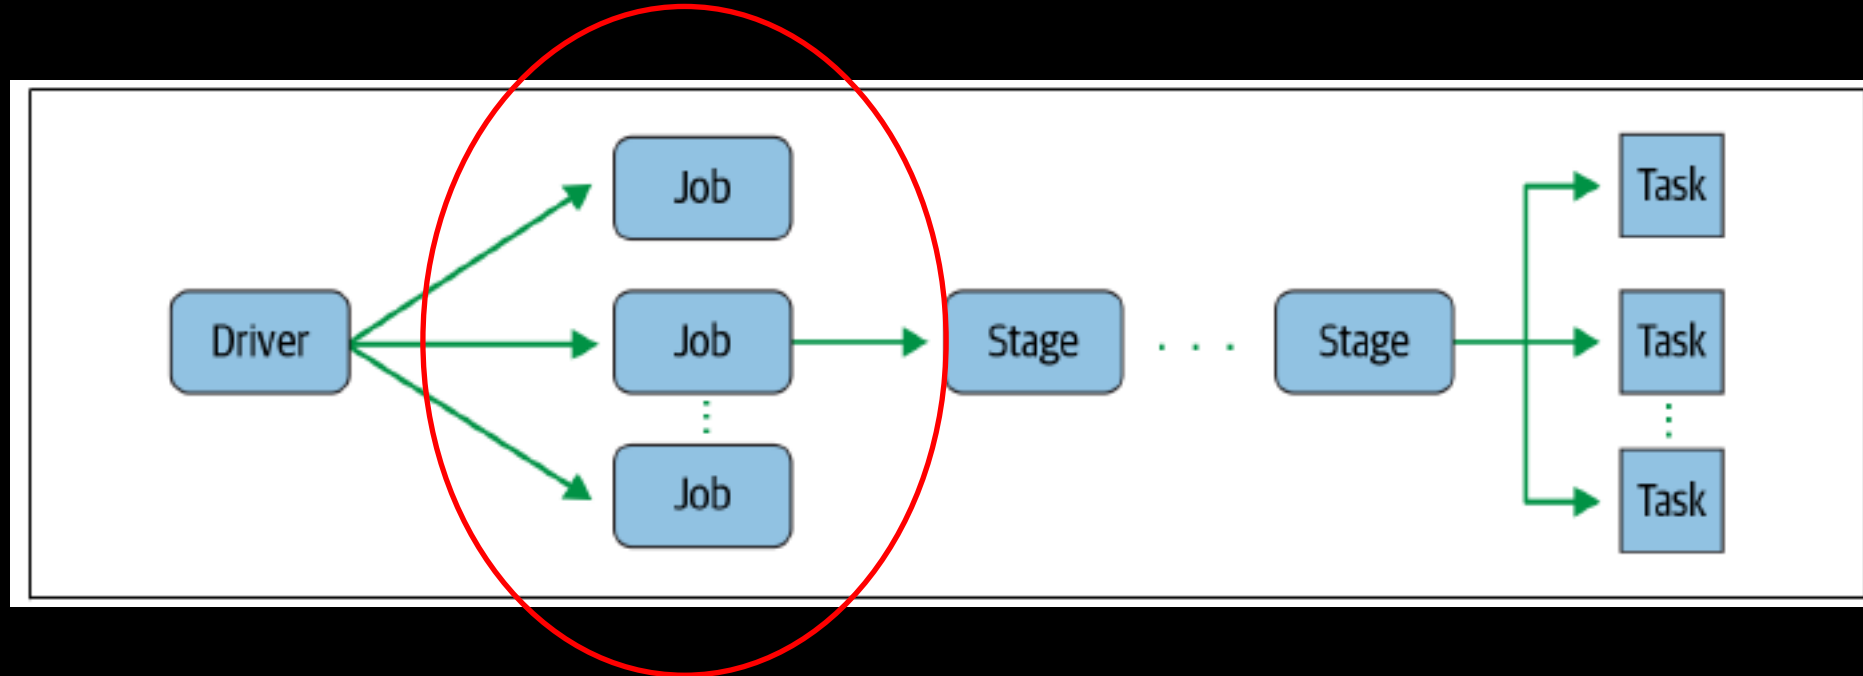 Job
Task
Driver
Job
Stage
. . .
Stage
Task
Job
Task